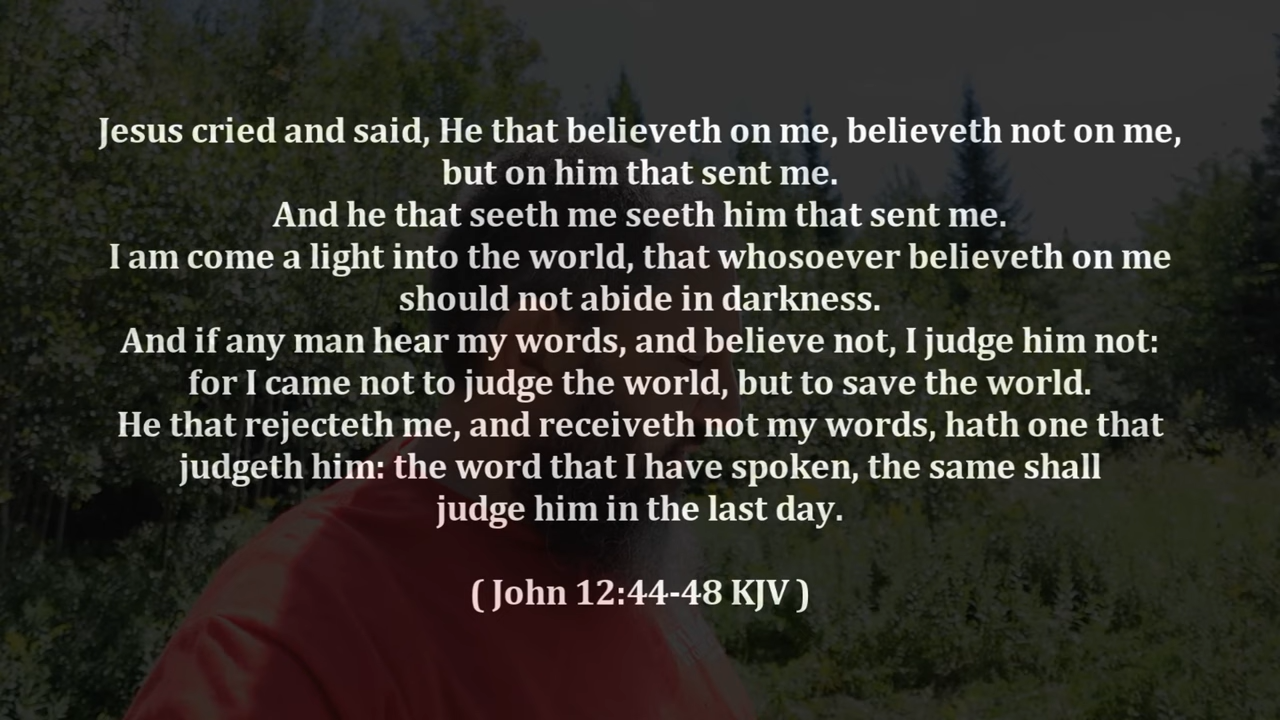 Jesus cried and said, He that believeth on me, believeth not on me,
but on him that sent me.
And he that seeth me seeth him that sent me.
I am come a light into the world, that whosoever believeth on me
should not abide in darkness.
And if any man hear my words, and believe not, I judge him not:
for I came not to judge the world, but to save the world.
He that rejecteth me, and receiveth not my words, hath one that
judgeth him: the word that I have spoken, the same shall
judge him in the last day.
( John 12:44-48 KJV )